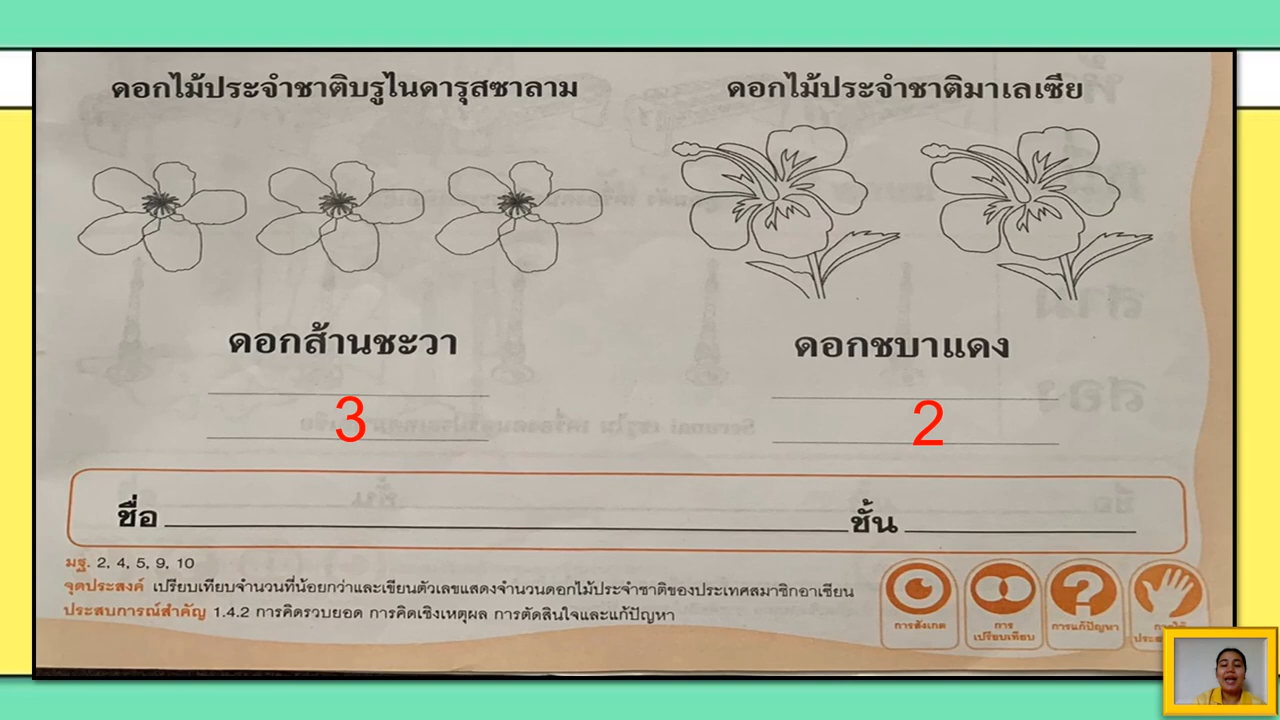 ดอกไม้ประจำชาติบรูไนดารุสซาลาม
ดอกไม้ประจำชาติมาเลเซีย
ดอกส้านชะวา
ดอกชบาแดง
3
2
ชื่อ ชั้น
มฐ. 2, 4, 5, 9, 10
จุดประสงค์ เปรียบเทียบจำนวนที่น้อยกว่าและเขียนตัวเลขแสดงจำนวนดอกไม้ประจำชาติของประเทศสมาชิกอาเซียน
ประสบการณ์สำคัญ 1.4.2 การคิดรวบยอด การคิดเชิงเหตุผล การตัดสินใจและแก้ปัญหา
การสังเกต
การ
เปรียบเทียบ
การแก้ปัญหา